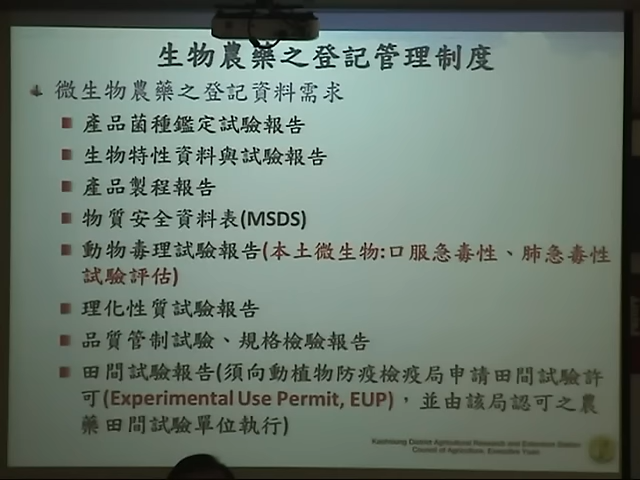 生物農藥之登記管理制度
微生物農藥之登記資料需求
產品菌種鑑定試驗報告
生物特性資料與試驗報告
產品製程報告
物質安全資料表(MSDS)
動物毒理試驗報告(本土微生物:口服急毒性、肺急毒性
試驗評估)
理化性質試驗報告
品質管制試驗、規格檢驗報告
田間試驗報告(須向動植物防疫檢疫局申請田間試驗許
可(Experimental Use Permit, EUP)，並由該局認可之農
藥田間試驗單位執行)
Kaohsiung District Agricultural Research and Extension Station
Council of Agriculture, Executive Yuan